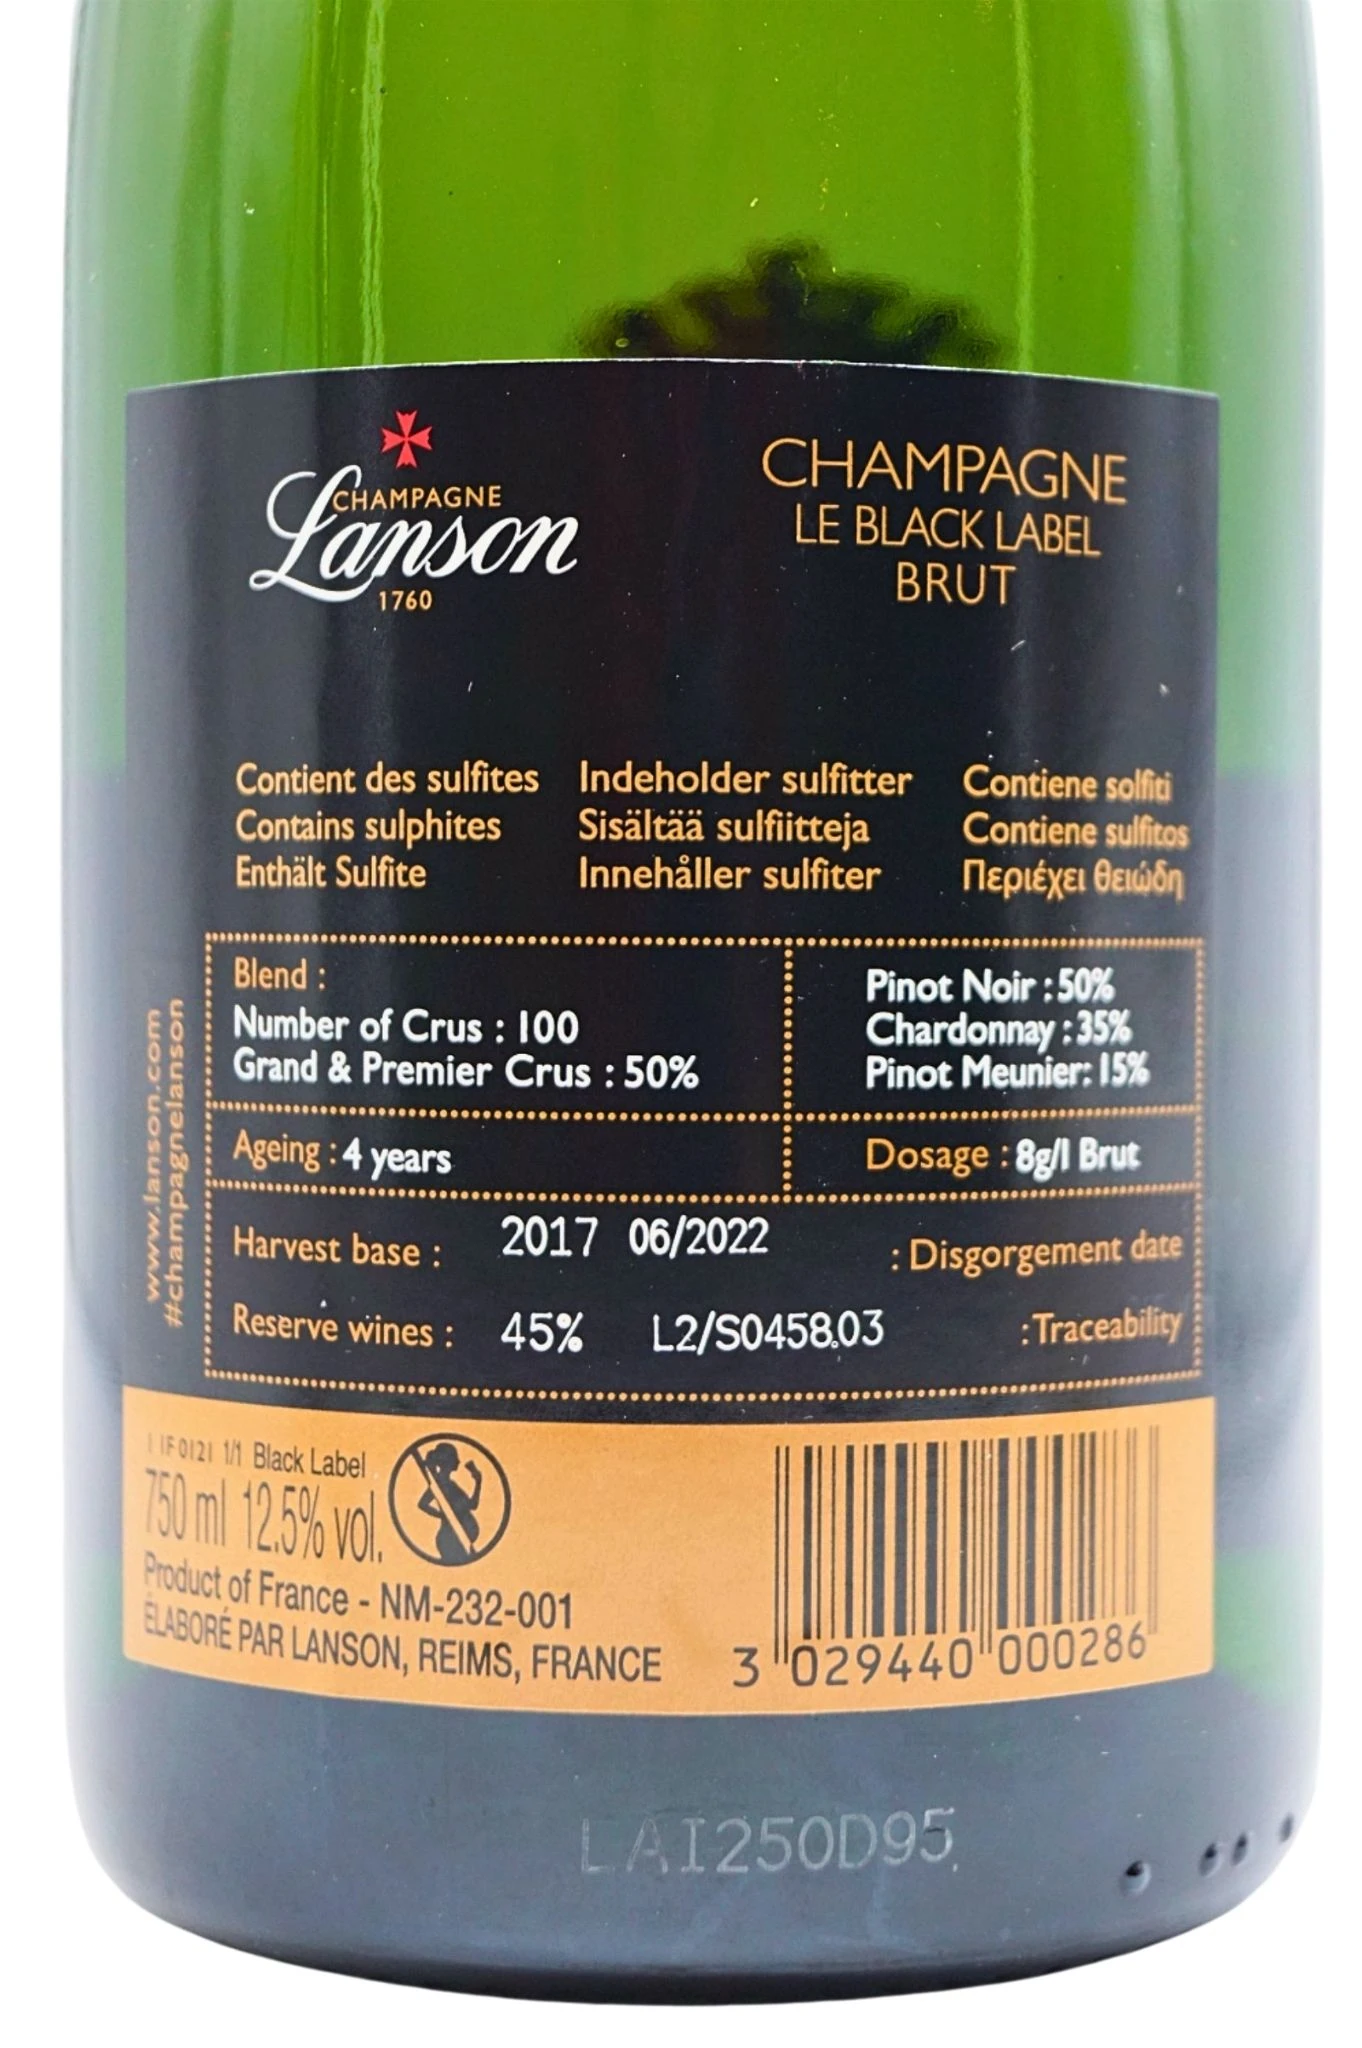 CHAMPAGNE
Lanson
1760
CHAMPAGNE
LE BLACK LABEL
BRUT
Contient des sulfites
Contains sulphites
Enthält Sulfite
Indeholder sulfitter
Sisältää sulfiitteja
Innehåller sulfiter
Contiene solfiti
Contiene sulfitos
Περιέχει θειώδη
www.lanson.com
#champagnelanson
Blend :
Number of Crus : 100
Grand & Premier Crus : 50%
Pinot Noir : 50%
Chardonnay : 35%
Pinot Meunier: 15%
Ageing : 4 years
Dosage : 8g/l Brut
Harvest base : 2017 06/2022 : Disgorgement date
Reserve wines : 45% L2/S0458.03 : Traceability
1F0121 1/1 Black Label
750 ml 12.5% vol.
Product of France - NM-232-001
ÉLABORÉ PAR LANSON, REIMS, FRANCE
3 029440 000286
LAI250D95